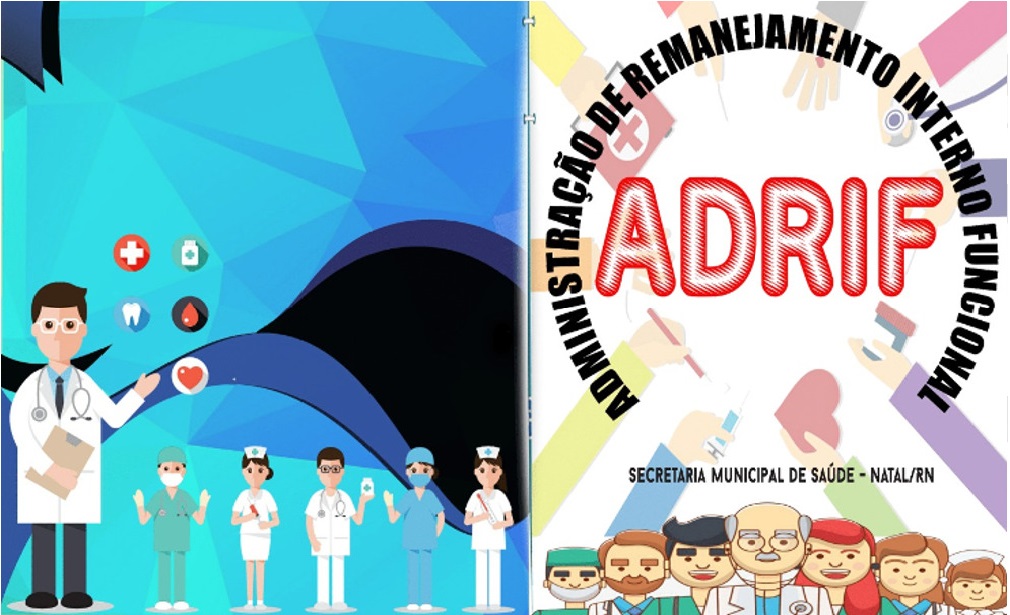 ADMINISTRAÇÃO DE REMANEJAMENTO INTERNO FUNCIONAL
ADRIF
SECRETARIA MUNICIPAL DE SAÚDE - NATAL/RN